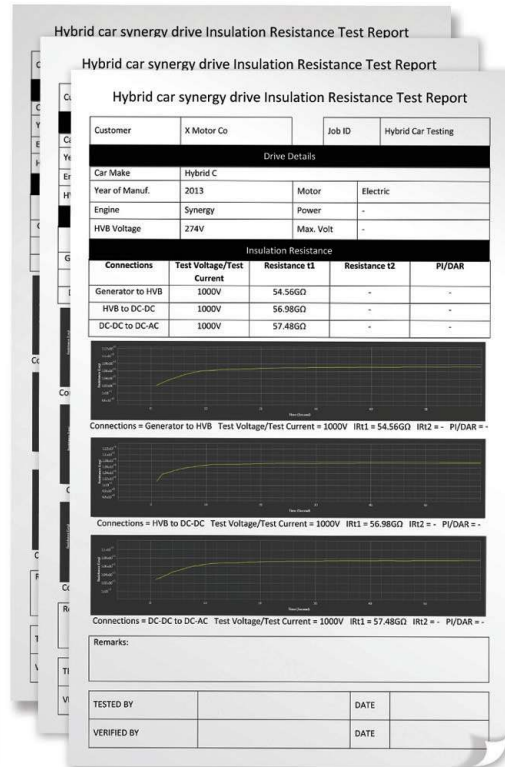 Hybrid car synergy drive Insulation Resistance Test Report
Hybrid car synergy drive Insulation Resistance Test Report
Hybrid car synergy drive Insulation Resistance Test Report
Customer X Motor Co Job ID Hybrid Car Testing
Drive Details
Car Make Hybrid C
Year of Manuf. 2013 Motor Electric
Engine Synergy Power -
HVB Voltage 274V Max. Volt -
Insulation Resistance
Connections Test Voltage/Test Current Resistance t1 Resistance t2 PI/DAR
Generator to HVB 1000V 54.56GΩ - -
HVB to DC-DC 1000V 56.98GΩ - -
DC-DC to DC-AC 1000V 57.48GΩ - -
Connections = Generator to HVB Test Voltage/Test Current = 1000V IRt1 = 54.56GΩ IRt2 = - PI/DAR = -
Connections = HVB to DC-DC Test Voltage/Test Current = 1000V IRt1 = 56.98GΩ IRt2 = - PI/DAR = -
Connections = DC-DC to DC-AC Test Voltage/Test Current = 1000V IRt1 = 57.48GΩ IRt2 = - PI/DAR = -
Remarks:
TESTED BY DATE
VERIFIED BY DATE